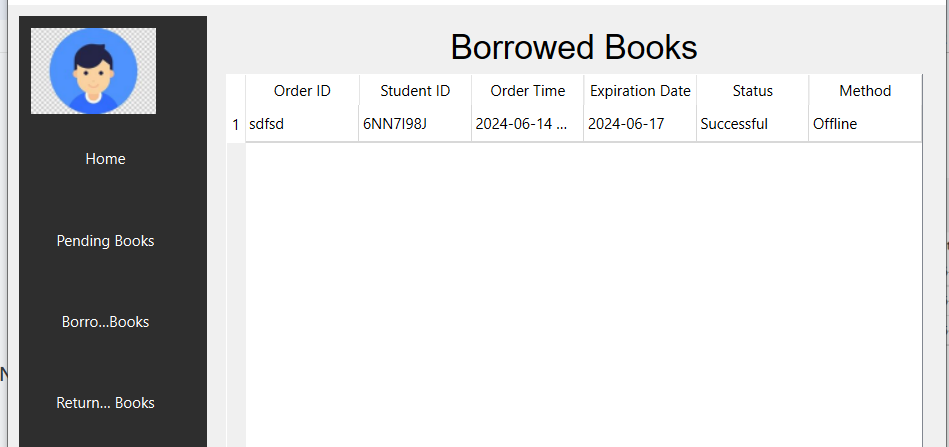 Borrowed Books
Order ID Student ID Order Time Expiration Date Status Method
1 sdfsd 6NN7I98J 2024-06-14 ... 2024-06-17 Successful Offline
Home
Pending Books
Borro...Books
Return... Books